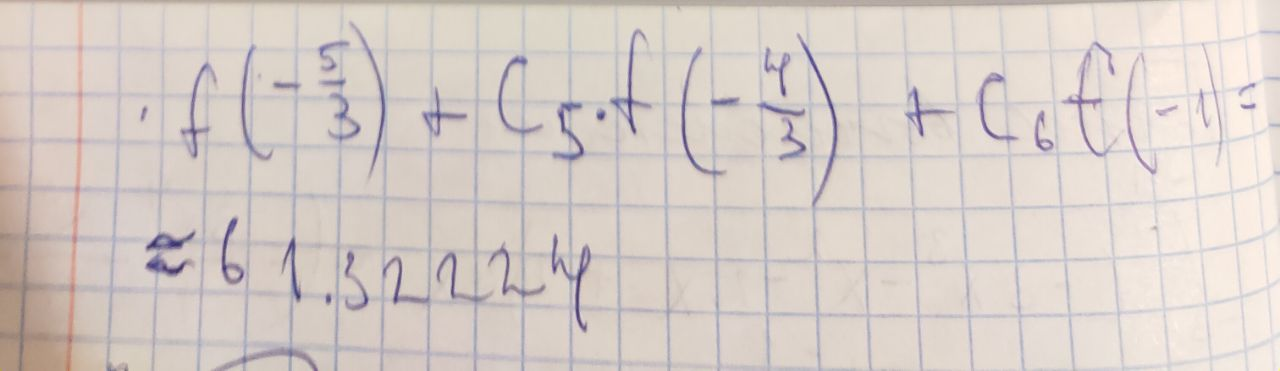 · f(-5/3) + C₅·f(-4/3) + C₆ f(-1) =
≈ 61.32224